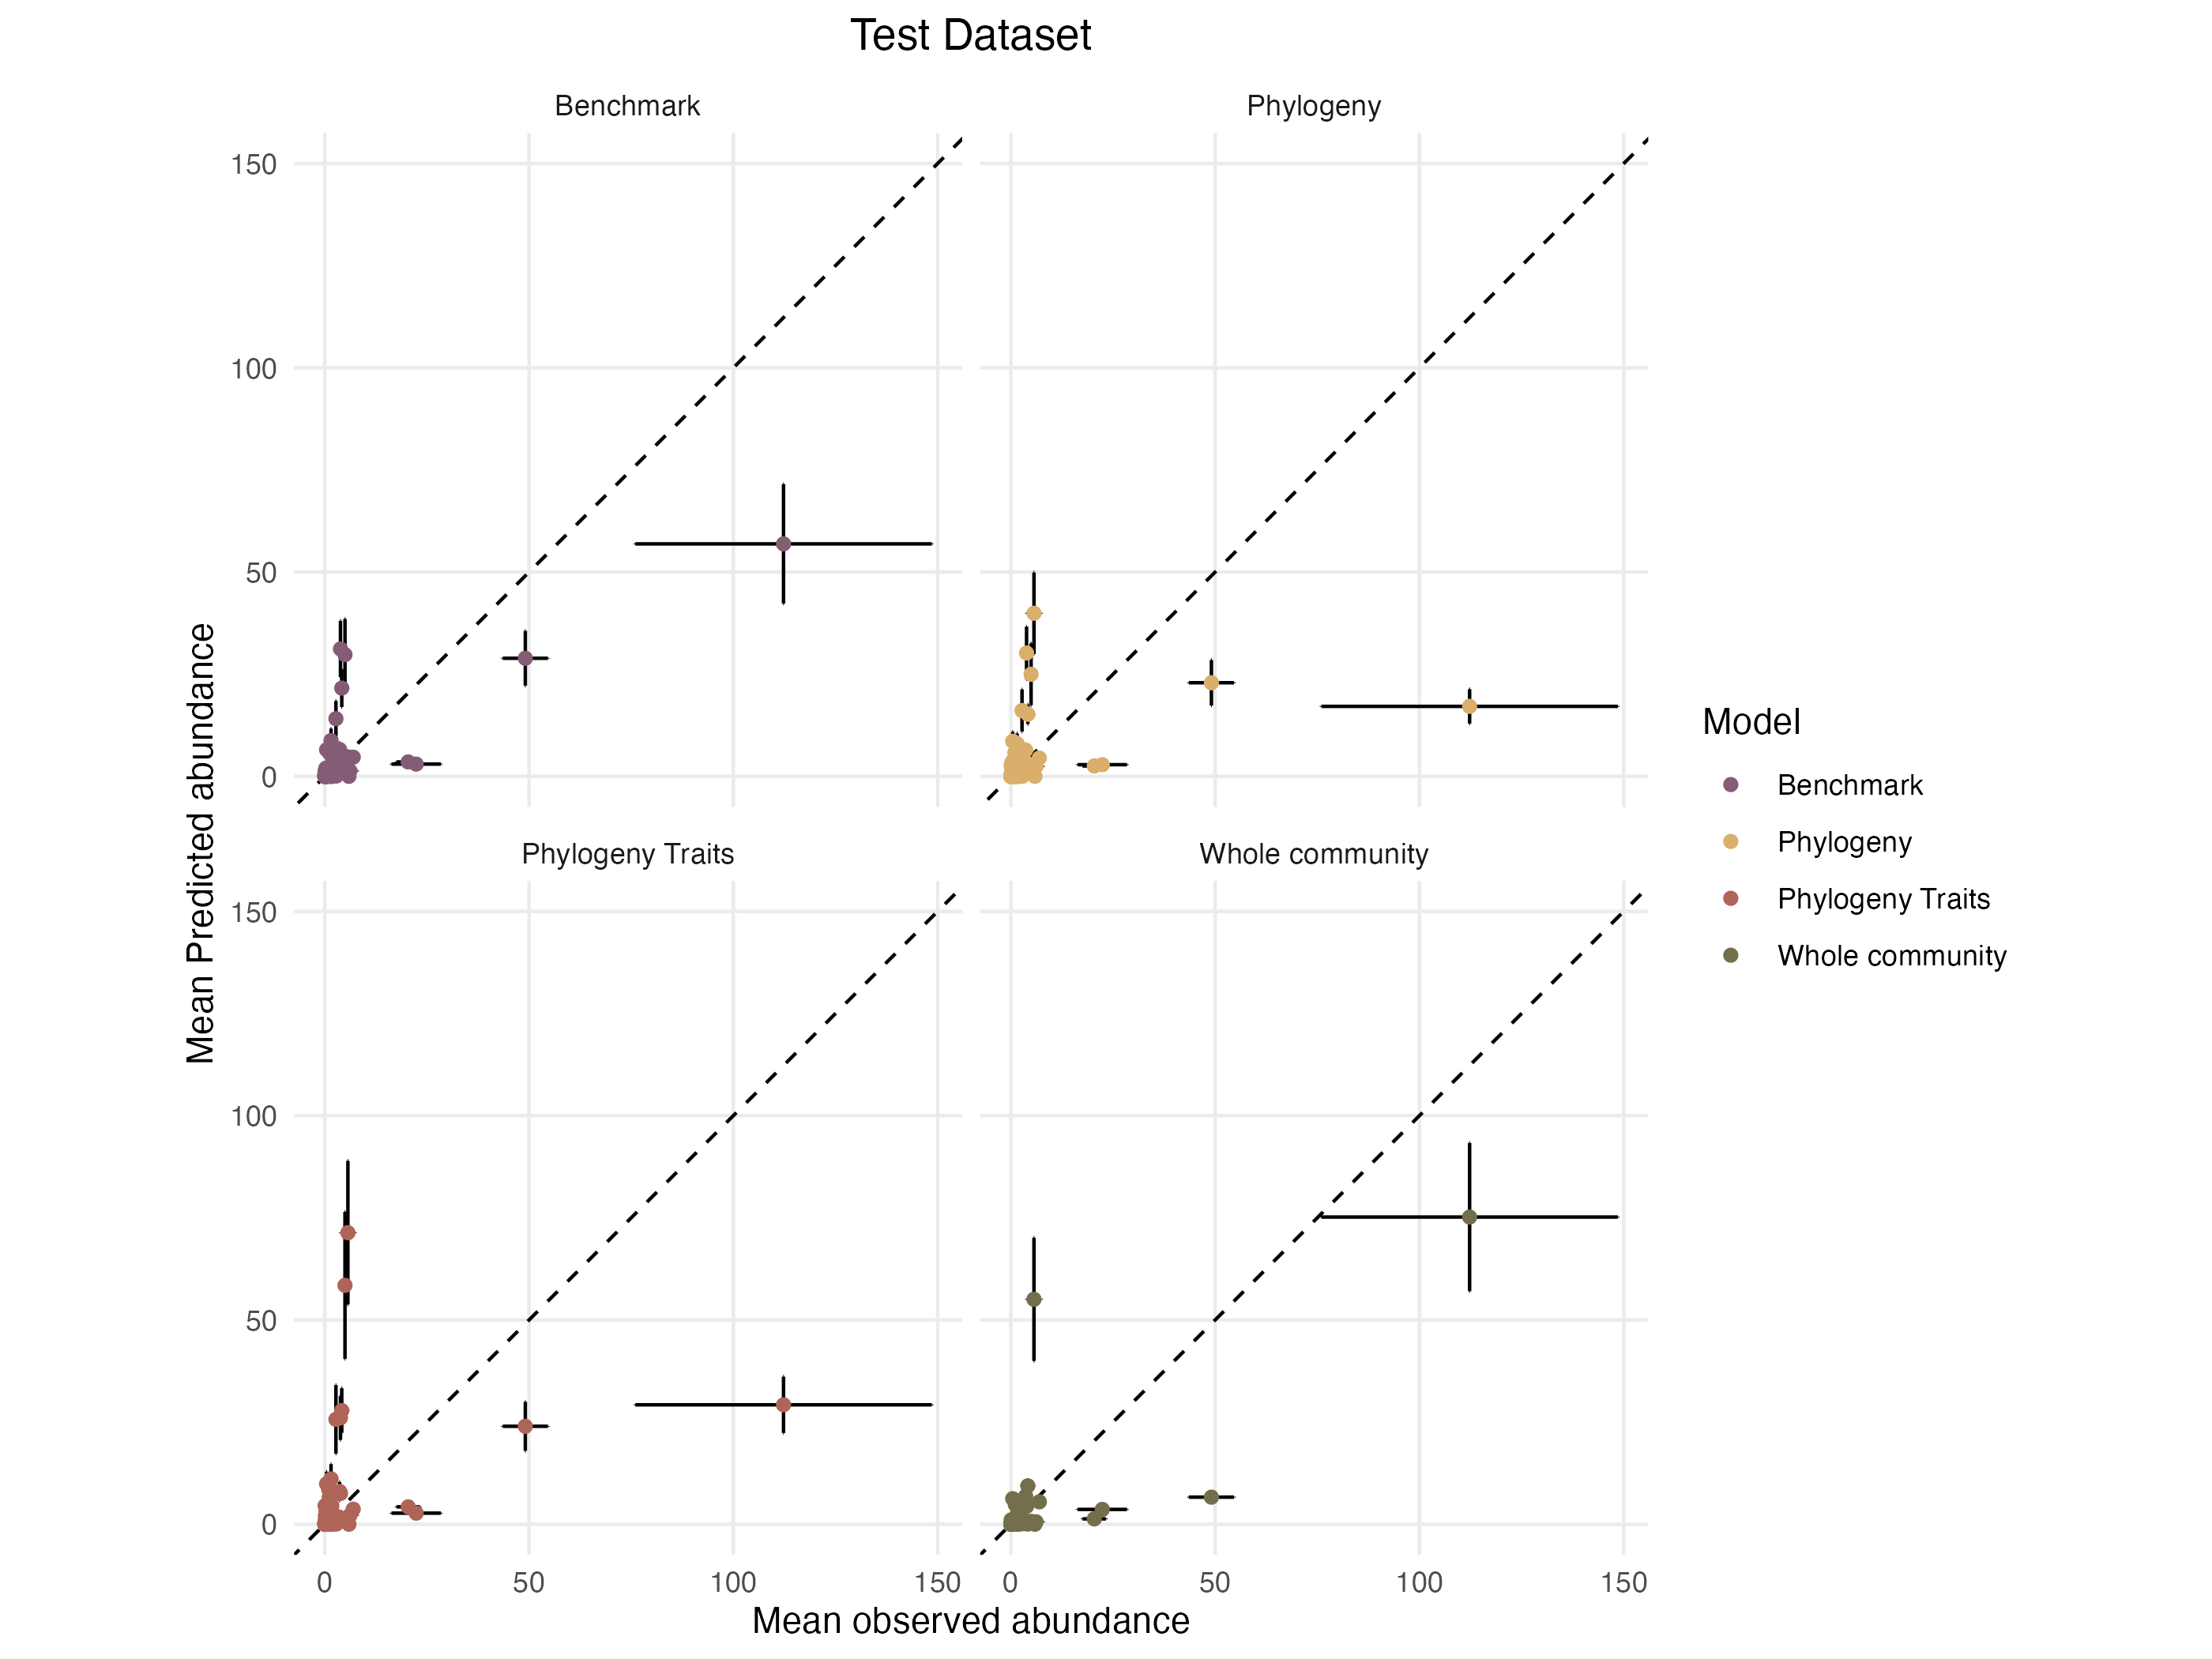 Test Dataset
Benchmark
Phylogeny
150
100
50
0
Phylogeny Traits
Whole community
150
100
50
0
0
50
100
150
0
50
100
150
Mean observed abundance
Mean Predicted abundance
Model
Benchmark
Phylogeny
Phylogeny Traits
Whole community